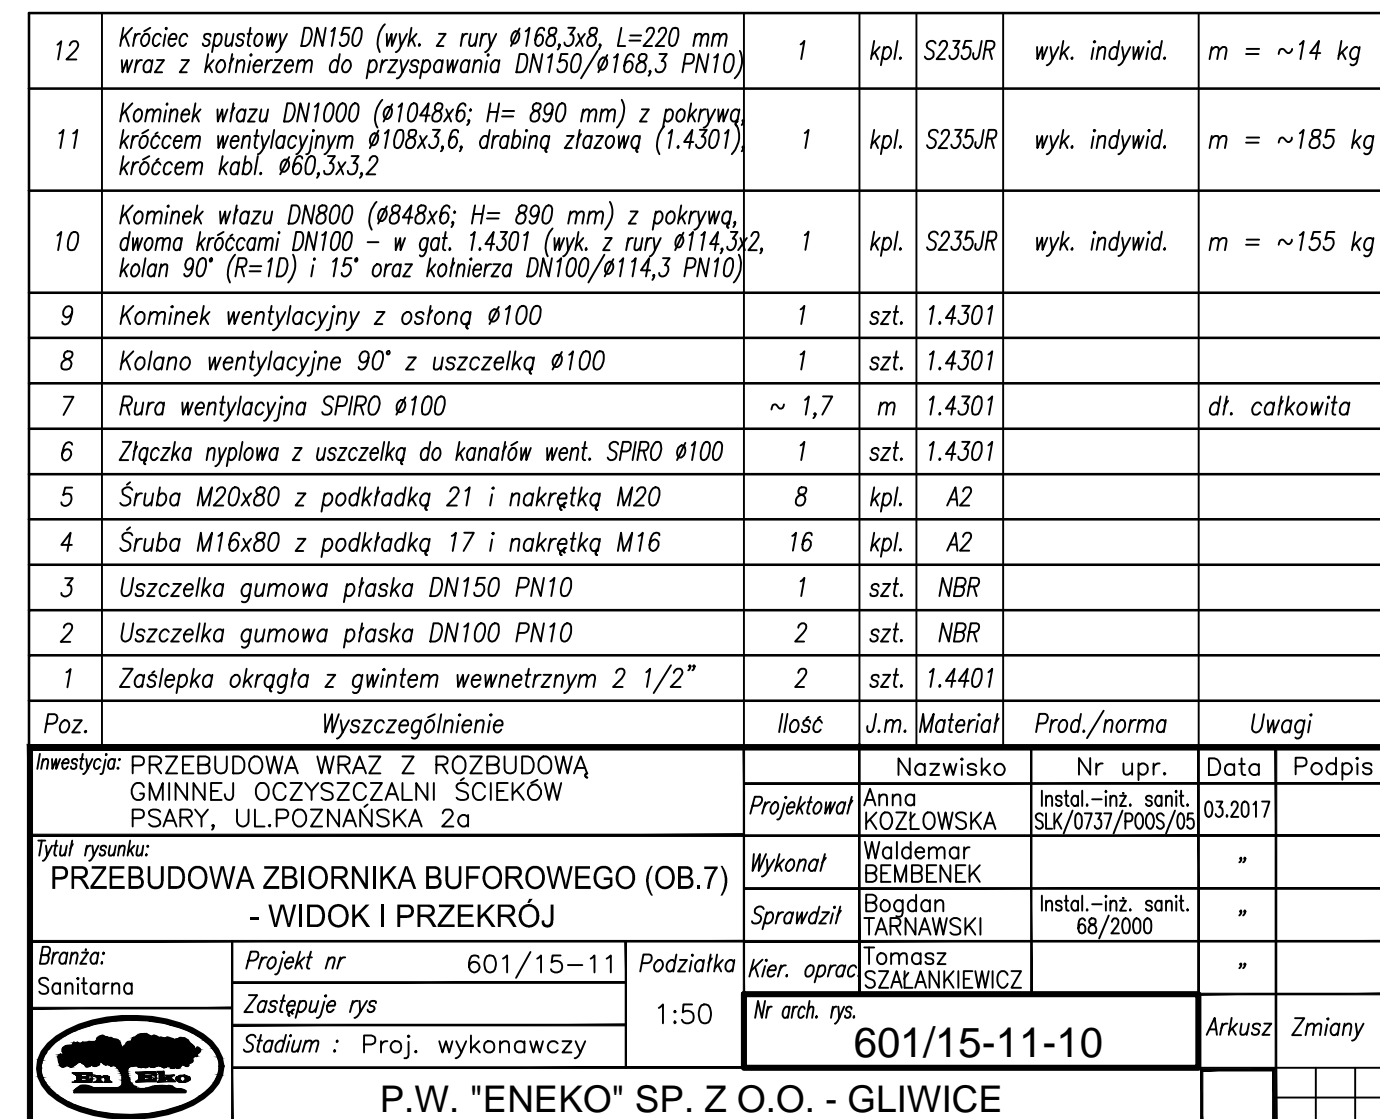 12 Króciec spustowy DN150 (wyk. z rury ø168,3x8, L=220 mm
wraz z kołnierzem do przyspawania DN150/ø168,3 PN10) 1 kpl. S235JR wyk. indywid. m = ~14 kg
11 Kominek włazu DN1000 (ø1048x6; H= 890 mm) z pokrywą,
króćcem wentylacyjnym ø108x3,6, drabiną złazową (1.4301), 1 kpl. S235JR wyk. indywid. m = ~185 kg
króćcem kabl. ø60,3x3,2
10 Kominek włazu DN800 (ø848x6; H= 890 mm) z pokrywą,
dwoma króćcami DN100 – w gat. 1.4301 (wyk. z rury ø114,3x2, 1 kpl. S235JR wyk. indywid. m = ~155 kg
kolan 90° (R=1D) i 15° oraz kołnierza DN100/ø114,3 PN10)
9 Kominek wentylacyjny z osłoną ø100 1 szt. 1.4301
8 Kolano wentylacyjne 90° z uszczelką ø100 1 szt. 1.4301
7 Rura wentylacyjna SPIRO ø100 ~ 1,7 m 1.4301 dł. całkowita
6 Złączka nyplowa z uszczelką do kanałów went. SPIRO ø100 1 szt. 1.4301
5 Śruba M20x80 z podkładką 21 i nakrętką M20 8 kpl. A2
4 Śruba M16x80 z podkładką 17 i nakrętką M16 16 kpl. A2
3 Uszczelka gumowa płaska DN150 PN10 1 szt. NBR
2 Uszczelka gumowa płaska DN100 PN10 2 szt. NBR
1 Zaślepka okrągła z gwintem wewnetrznym 2 1/2" 2 szt. 1.4401
Poz. Wyszczególnienie Ilość J.m. Materiał Prod./norma Uwagi
Inwestycja: PRZEBUDOWA WRAZ Z ROZBUDOWĄ
GMINNEJ OCZYSZCZALNI ŚCIEKÓW
PSARY, UL.POZNAŃSKA 2a
Nazwisko Nr upr. Data Podpis
Projektował Anna
KOZŁOWSKA Instal.–inż. sanit.
SLK/0737/POOS/05 03.2017
Tytuł rysunku:
PRZEBUDOWA ZBIORNIKA BUFOROWEGO (OB.7)
- WIDOK I PRZEKRÓJ
Wykonał Waldemar
BEMBENEK "
Sprawdził Bogdan
TARNAWSKI Instal.–inż. sanit.
68/2000 "
Kier. oprac. Tomasz
SZAŁANKIEWICZ "
Branża:
Sanitarna
Projekt nr 601/15–11
Zastępuje rys
Stadium : Proj. wykonawczy
Podziałka
1:50
Nr arch. rys.
601/15-11-10
Arkusz Zmiany
En Eko
P.W. "ENEKO" SP. Z O.O. - GLIWICE